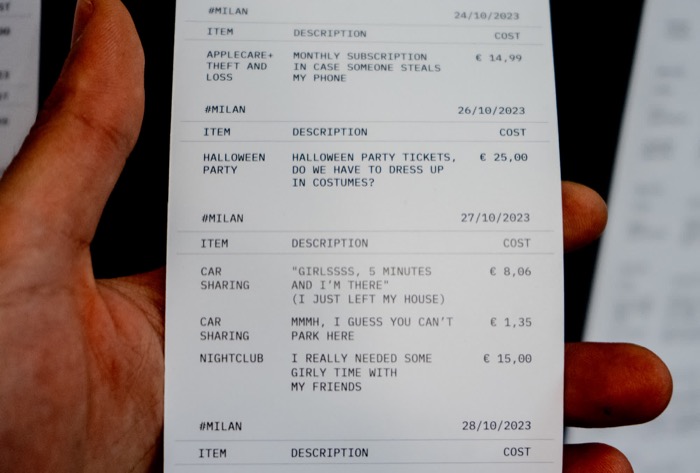 #MILAN 24/10/2023
ITEM DESCRIPTION COST
APPLECARE+ MONTHLY SUBSCRIPTION € 14,99
THEFT AND IN CASE SOMEONE STEALS
LOSS MY PHONE
#MILAN 26/10/2023
ITEM DESCRIPTION COST
HALLOWEEN HALLOWEEN PARTY TICKETS, € 25,00
PARTY DO WE HAVE TO DRESS UP
IN COSTUMES?
#MILAN 27/10/2023
ITEM DESCRIPTION COST
CAR "GIRLSSSS, 5 MINUTES € 8,06
SHARING AND I'M THERE"
(I JUST LEFT MY HOUSE)
CAR MMMH, I GUESS YOU CAN'T € 1,35
SHARING PARK HERE
NIGHTCLUB I REALLY NEEDED SOME € 15,00
GIRLY TIME WITH
MY FRIENDS
#MILAN 28/10/2023
ITEM DESCRIPTION COST